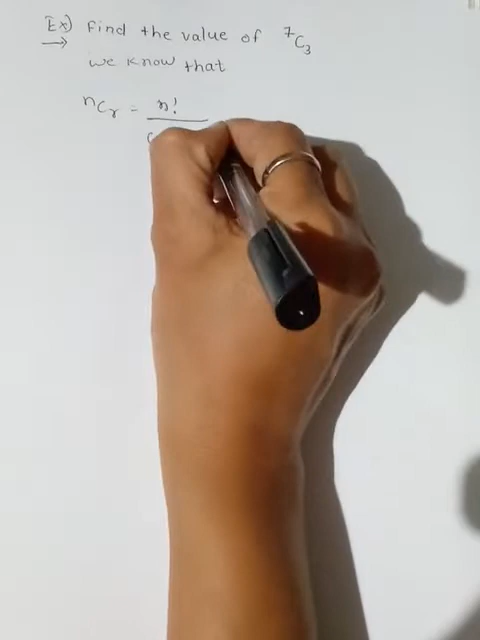 Ex) Find the value of ⁷C₃
we know that
ⁿCᵣ = n!
(